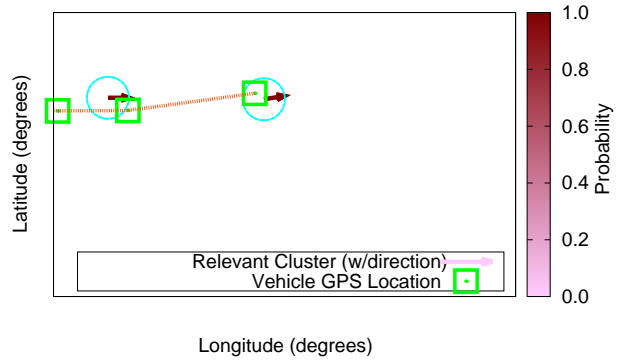 Latitude (degrees)
Relevant Cluster (w/direction)
Vehicle GPS Location
Longitude (degrees)
1.0
0.8
0.6
0.4
0.2
0.0
Probability